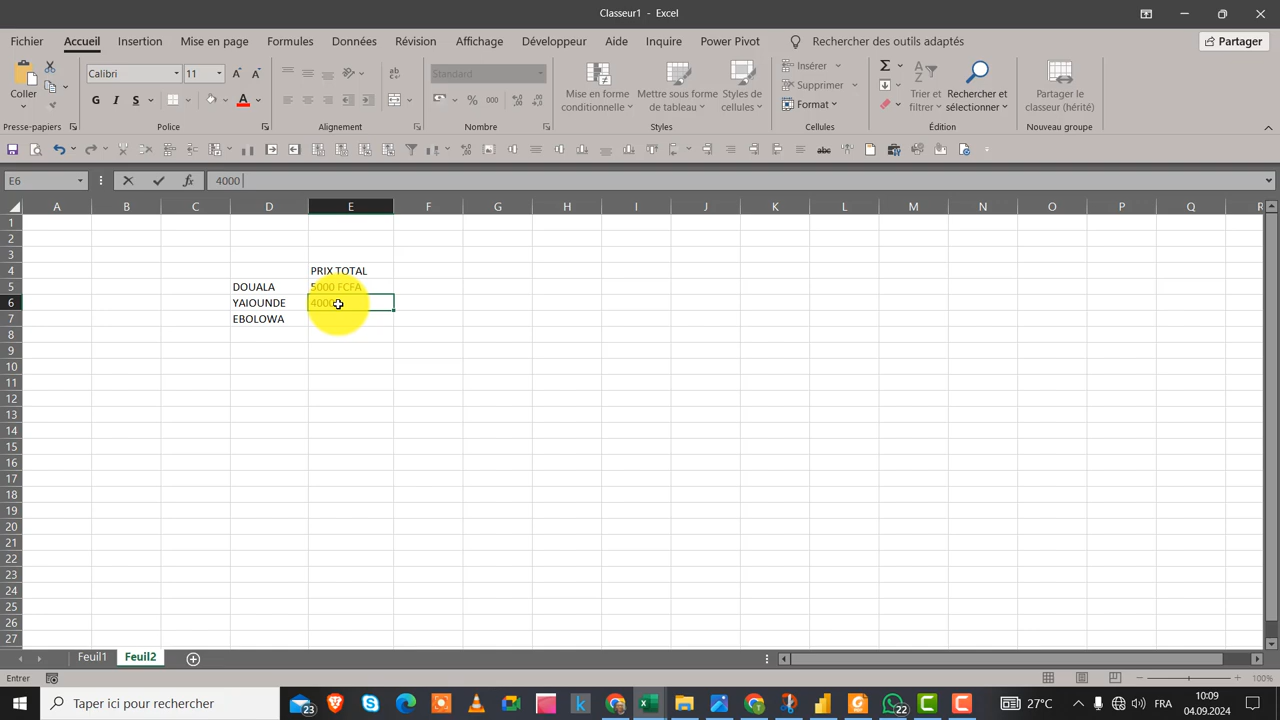 Classeur1 - Excel
Fichier Accueil Insertion Mise en page Formules Données Révision Affichage Développeur Aide Inquire Power Pivot Rechercher des outils adaptés Partager
Coller
Calibri 11
Standard
Mise en forme conditionnelle
Mettre sous forme de tableau
Styles de cellules
Insérer
Supprimer
Format
Trier et filtrer
Rechercher et sélectionner
Partager le classeur (hérité)
Presse-papiers Police Alignement Nombre Styles Cellules Édition Nouveau groupe
E6 fx 4000
A B C D E F G H I J K L M N O P Q R
1
2
3
4 PRIX TOTAL
5 DOUALA 5000 FCFA
6 YAIOUNDE 4000
7 EBOLOWA
8
9
10
11
12
13
14
15
16
17
18
19
20
21
22
23
24
25
26
27
Feuil1 Feuil2
Entrer 100%
Taper ici pour rechercher 23 22 27°C FRA 10:09
04.09.2024